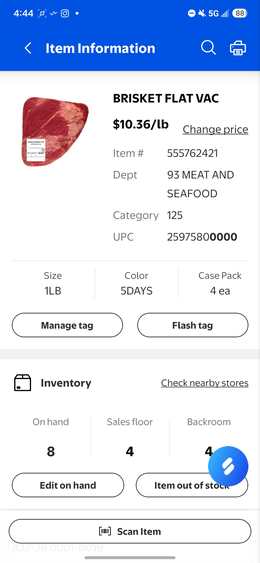 4:44
5G
88
Item Information
BRISKET FLAT VAC
$10.36/lb
Change price
Item # 555762421
Dept 93 MEAT AND
SEAFOOD
Category 125
UPC 25975800000
Size Color Case Pack
1LB 5DAYS 4 ea
Manage tag Flash tag
Inventory Check nearby stores
On hand Sales floor Backroom
8 4 4
Edit on hand Item out of stock
Scan Item